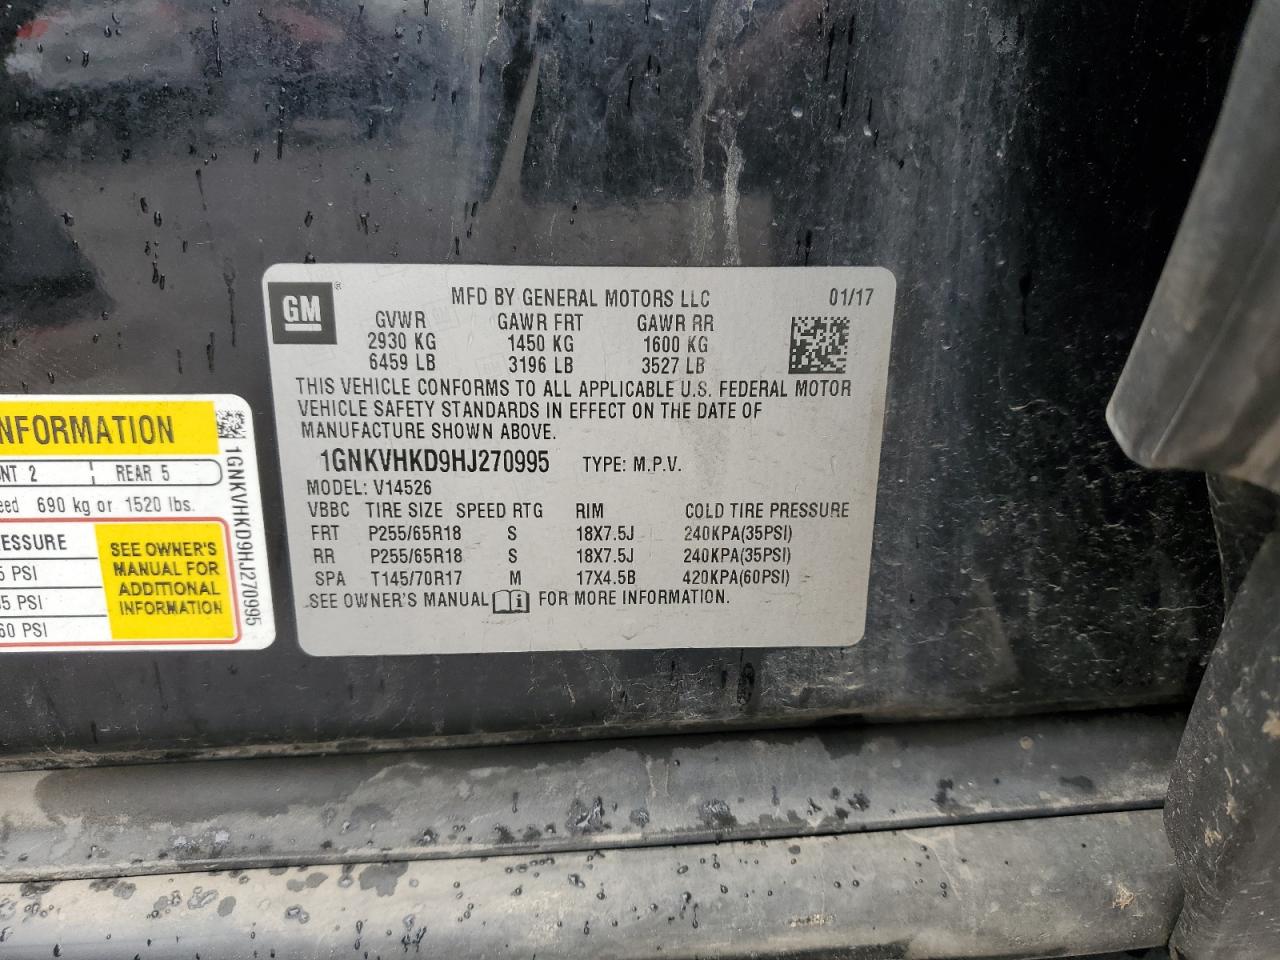 GM
MFD BY GENERAL MOTORS LLC 01/17
GVWR GAWR FRT GAWR RR
2930 KG 1450 KG 1600 KG
6459 LB 3196 LB 3527 LB
THIS VEHICLE CONFORMS TO ALL APPLICABLE U.S. FEDERAL MOTOR
VEHICLE SAFETY STANDARDS IN EFFECT ON THE DATE OF
MANUFACTURE SHOWN ABOVE.
1GNKVHKD9HJ270995 TYPE: M.P.V.
MODEL: V14526
VBBC TIRE SIZE SPEED RTG RIM COLD TIRE PRESSURE
FRT P255/65R18 S 18X7.5J 240KPA(35PSI)
RR P255/65R18 S 18X7.5J 240KPA(35PSI)
SPA T145/70R17 M 17X4.5B 420KPA(60PSI)
SEE OWNER'S MANUAL FOR MORE INFORMATION.
NFORMATION
NT 2 REAR 5
eed 690 kg or 1520 lbs.
ESSURE
5 PSI
35 PSI
60 PSI
SEE OWNER'S
MANUAL FOR
ADDITIONAL
INFORMATION
1GNKVHKD9HJ270995